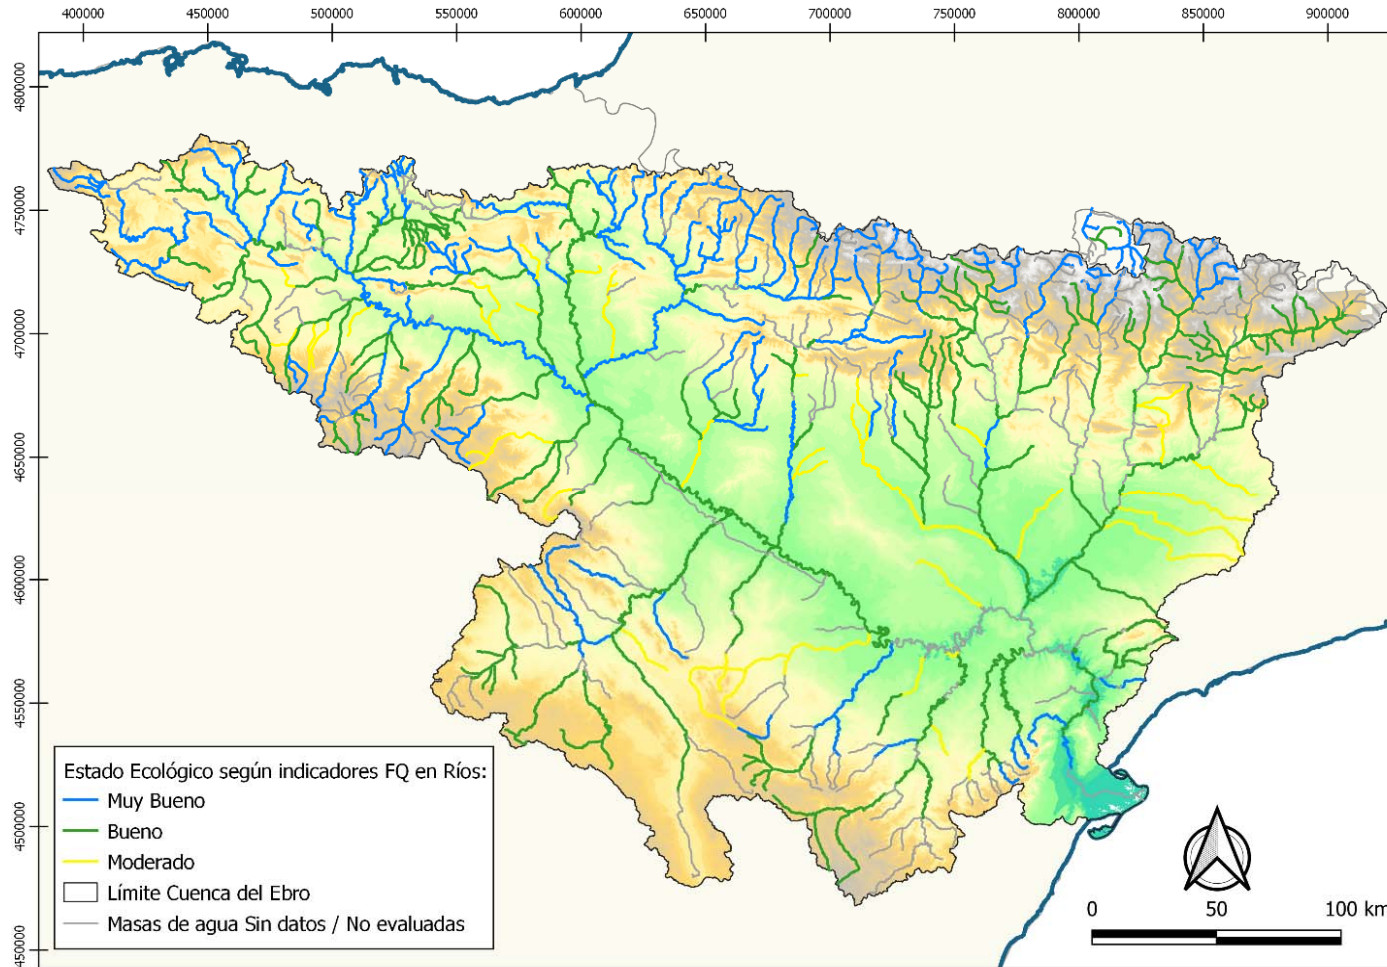 400000 450000 500000 550000 600000 650000 700000 750000 800000 850000 900000
4800000
4750000
4700000
4650000
4600000
4550000
4500000
4450000
Estado Ecológico según indicadores FQ en Ríos:
Muy Bueno
Bueno
Moderado
Límite Cuenca del Ebro
Masas de agua Sin datos / No evaluadas
0 50 100 km